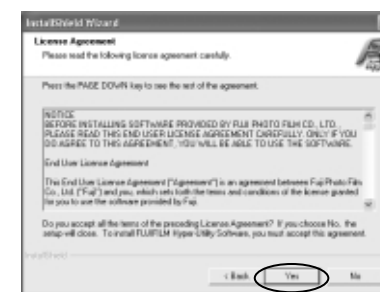 InstallShield Wizard
License Agreement
Please read the following license agreement carefully.
Press the PAGE DOWN key to see the rest of the agreement.
NOTICE
BEFORE INSTALLING SOFTWARE PROVIDED BY FUJI PHOTO FILM CO., LTD.,
PLEASE READ THIS END USER LICENSE AGREEMENT CAREFULLY. ONLY IF YOU
DO AGREE TO THIS AGREEMENT, YOU WILL BE ABLE TO USE THE SOFTWARE.
End User License Agreement
This End User License Agreement ("Agreement") is an agreement between Fuji Photo Film
Co., Ltd. ("Fuji") and you, which sets forth the terms and conditions of the license granted
for you to use the software provided by Fuji.
Do you accept all the terms of the preceding License Agreement? If you choose No, the
setup will close. To install FUJIFILM Hyper-Utility Software, you must accept this agreement.
InstallShield
< Back
Yes
No